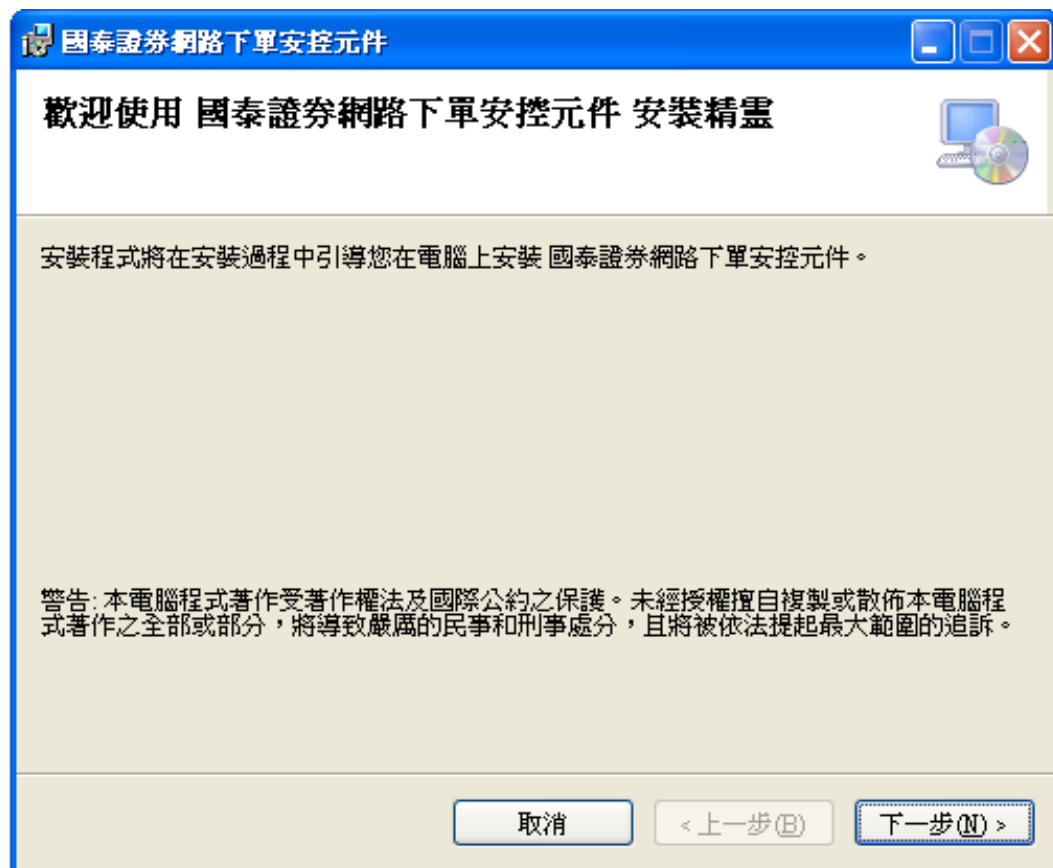 國泰證券網路下單安控元件
歡迎使用 國泰證券網路下單安控元件 安裝精靈
安裝程式將在安裝過程中引導您在電腦上安裝 國泰證券網路下單安控元件。
警告: 本電腦程式著作受著作權法及國際公約之保護。未經授權擅自複製或散佈本電腦程
式著作之全部或部分，將導致嚴厲的民事和刑事處分，且將被依法提起最大範圍的追訴。
取消
<上一步(B)
下一步(N) >